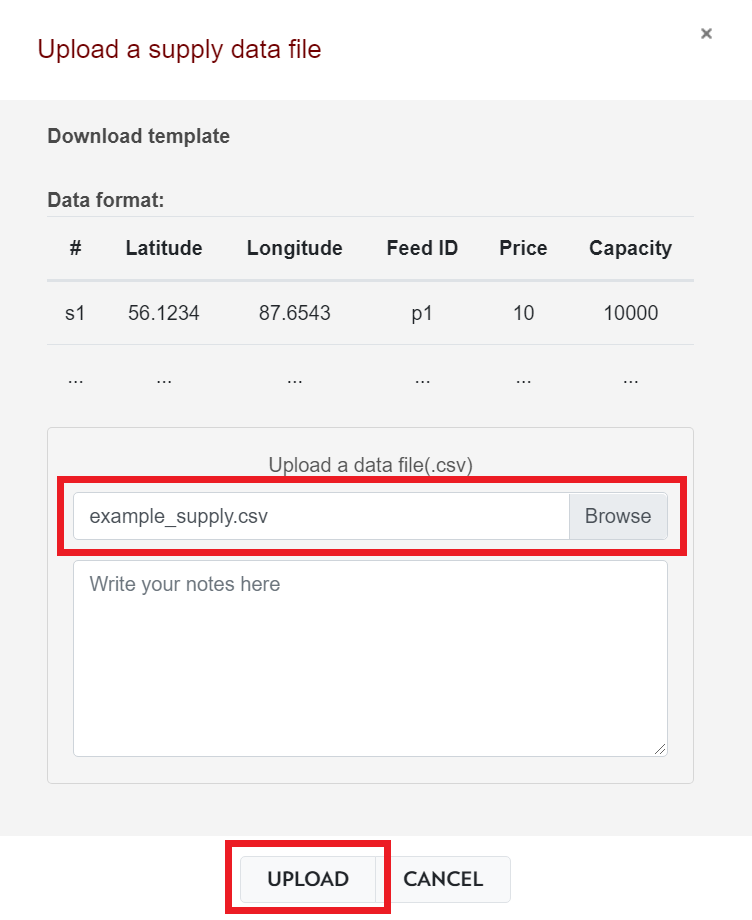 Upload a supply data file
×
Download template
Data format:
# Latitude Longitude Feed ID Price Capacity
s1 56.1234 87.6543 p1 10 10000
... ... ... ... ... ...
Upload a data file(.csv)
example_supply.csv Browse
Write your notes here
UPLOAD CANCEL